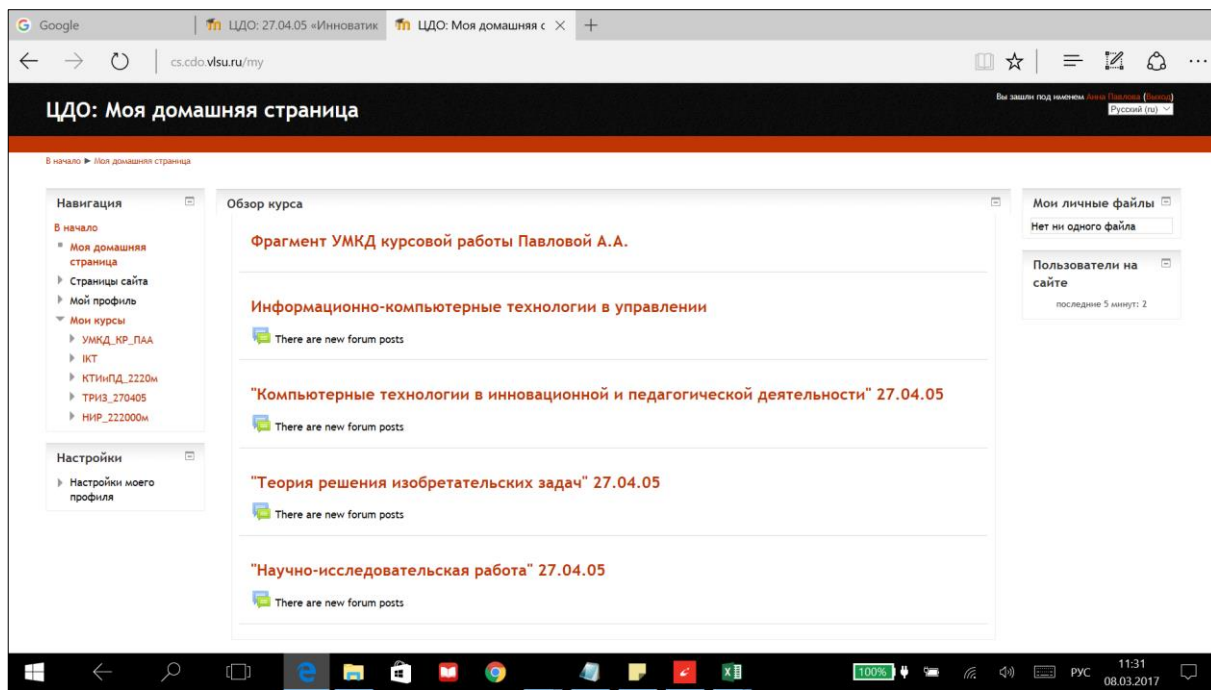 Google
ЦДО: 27.04.05 «Инноватик
ЦДО: Моя домашняя с
cs.cdo.vlsu.ru/my
ЦДО: Моя домашняя страница
Вы зашли под именем Анна Павлова (Выход)
Русский (ru)
В начало ► Моя домашняя страница
Навигация
В начало
Моя домашняя
страница
Страницы сайта
Мой профиль
Мои курсы
УМКД_КР_ПАА
IKT
КТИиПД_2220м
ТРИЗ_270405
НИР_222000м
Настройки
Настройки моего
профиля
Обзор курса
Фрагмент УМКД курсовой работы Павловой А.А.
Информационно-компьютерные технологии в управлении
There are new forum posts
"Компьютерные технологии в инновационной и педагогической деятельности" 27.04.05
There are new forum posts
"Теория решения изобретательских задач" 27.04.05
There are new forum posts
"Научно-исследовательская работа" 27.04.05
There are new forum posts
Мои личные файлы
Нет ни одного файла
Пользователи на
сайте
последние 5 минут: 2
100%
РУС
11:31
08.03.2017